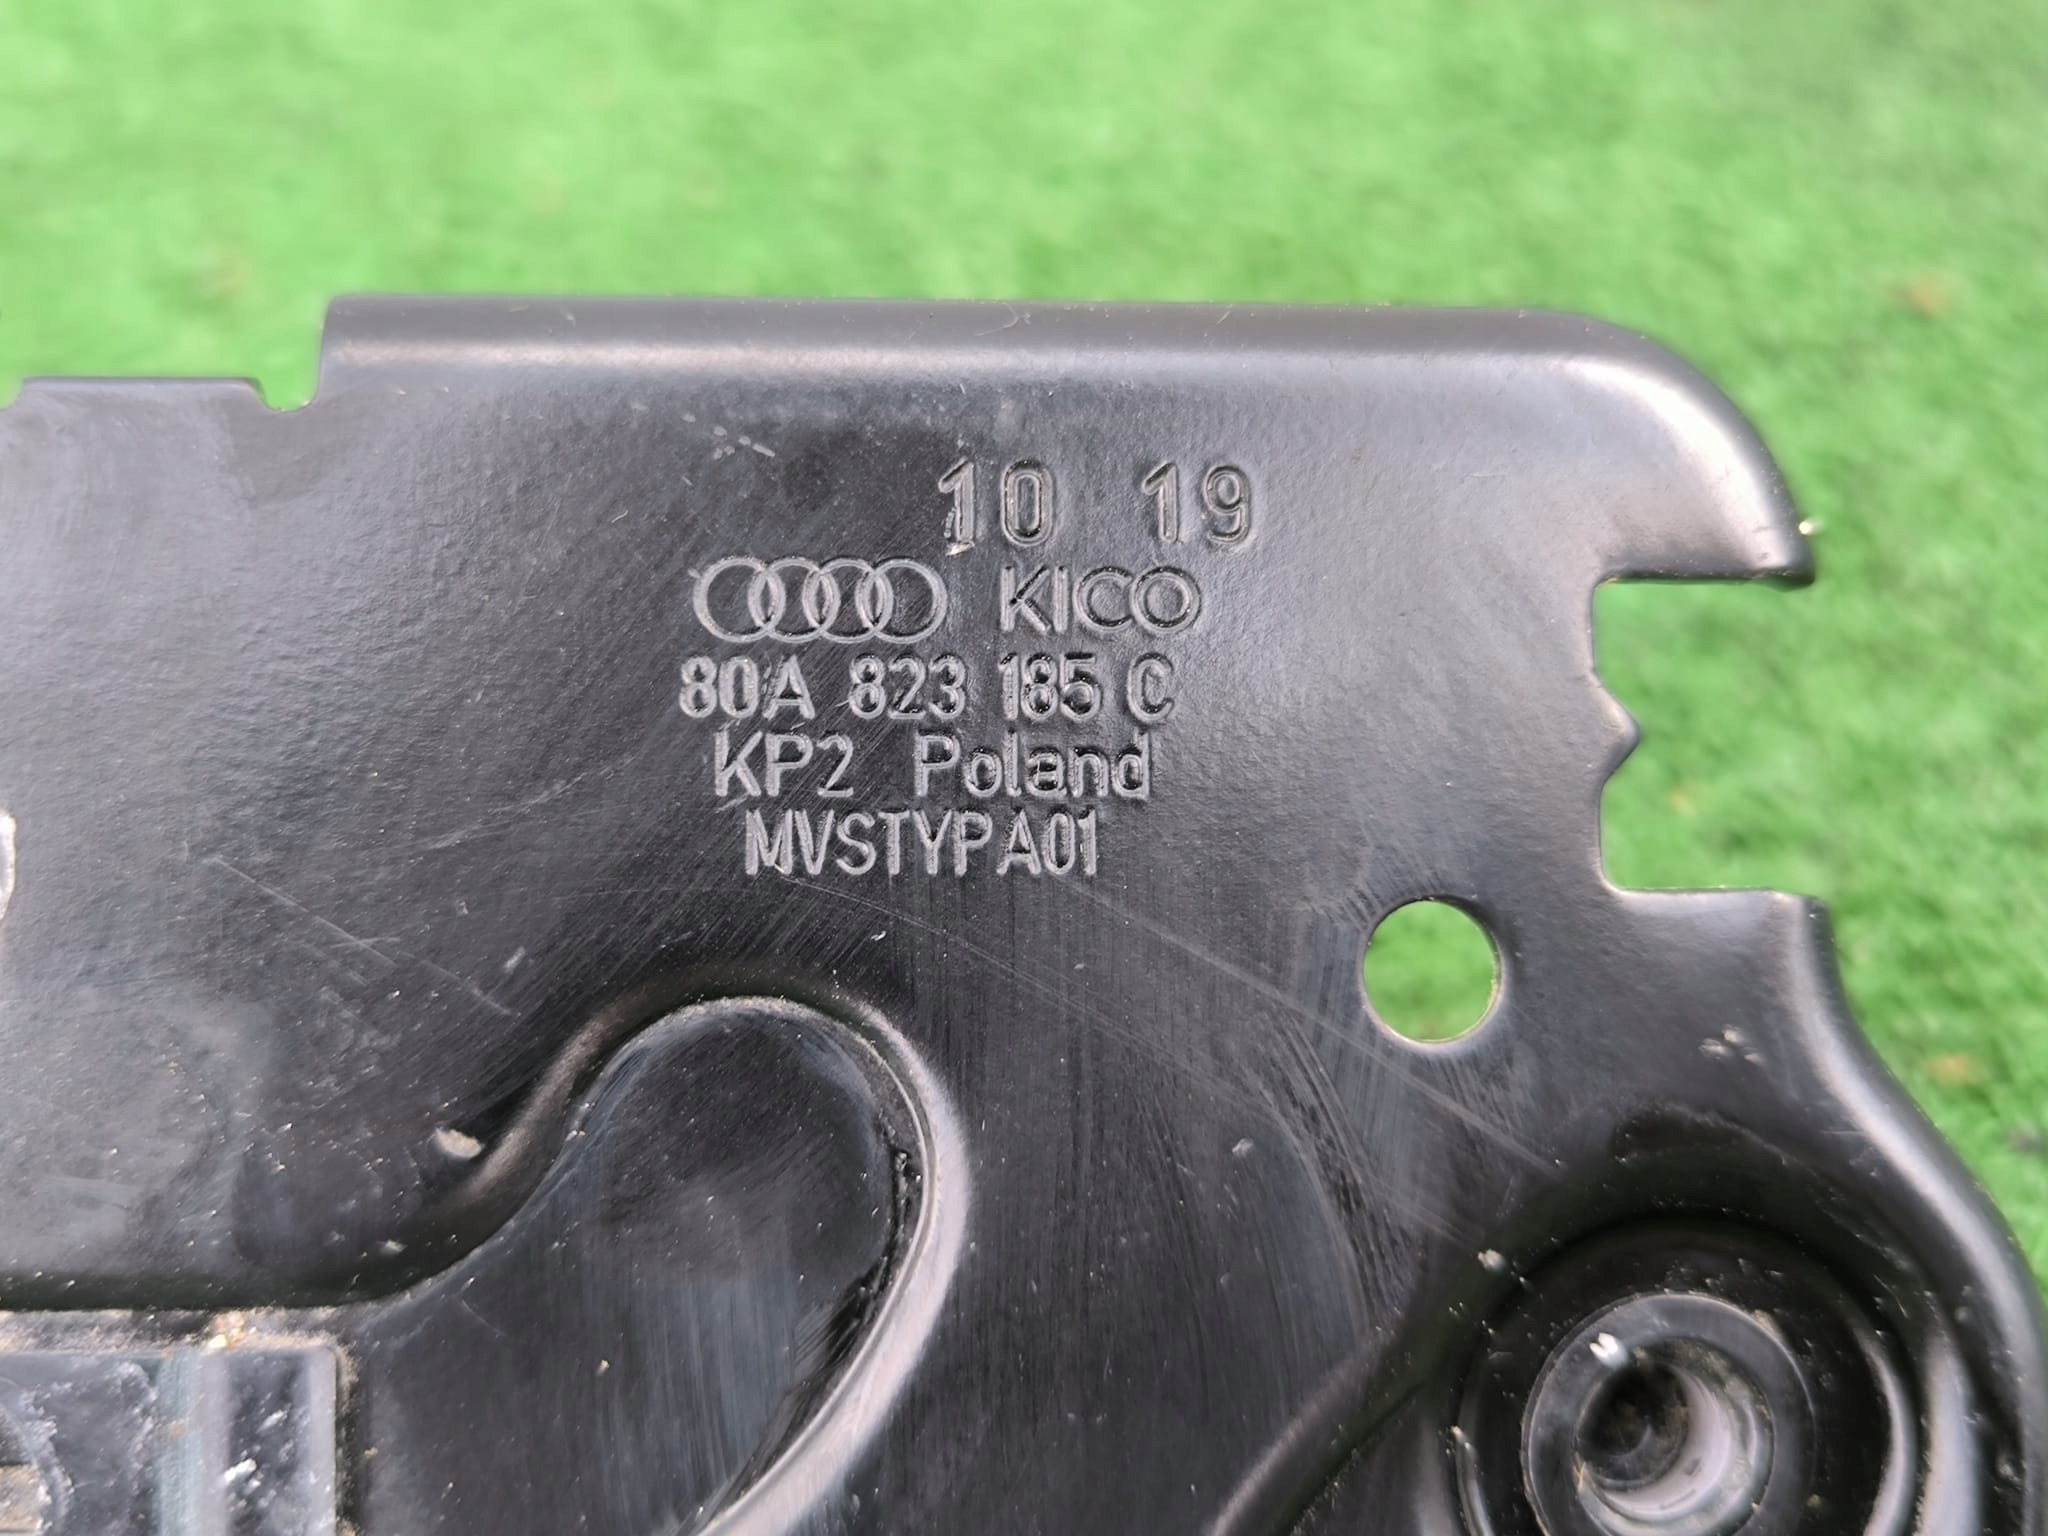 10 19
KICO
80A 823 185 C
KP2 Poland
MVSTYPA01